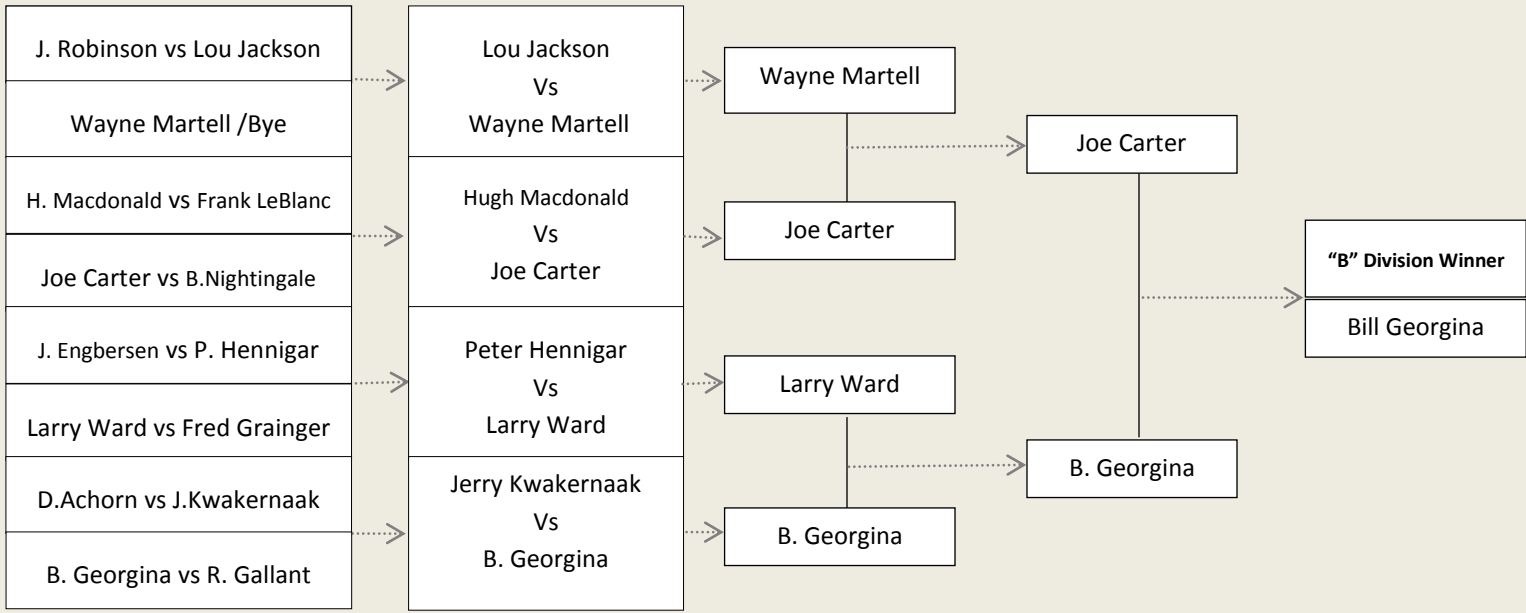 J. Robinson vs Lou Jackson
Wayne Martell /Bye
H. Macdonald vs Frank LeBlanc
Joe Carter vs B.Nightingale
J. Engbersen vs P. Hennigar
Larry Ward vs Fred Grainger
D.Achorn vs J.Kwakernaak
B. Georgina vs R. Gallant
Lou Jackson
Vs
Wayne Martell
Hugh Macdonald
Vs
Joe Carter
Peter Hennigar
Vs
Larry Ward
Jerry Kwakernaak
Vs
B. Georgina
Wayne Martell
Joe Carter
Larry Ward
B. Georgina
Joe Carter
B. Georgina
“B” Division Winner
Bill Georgina